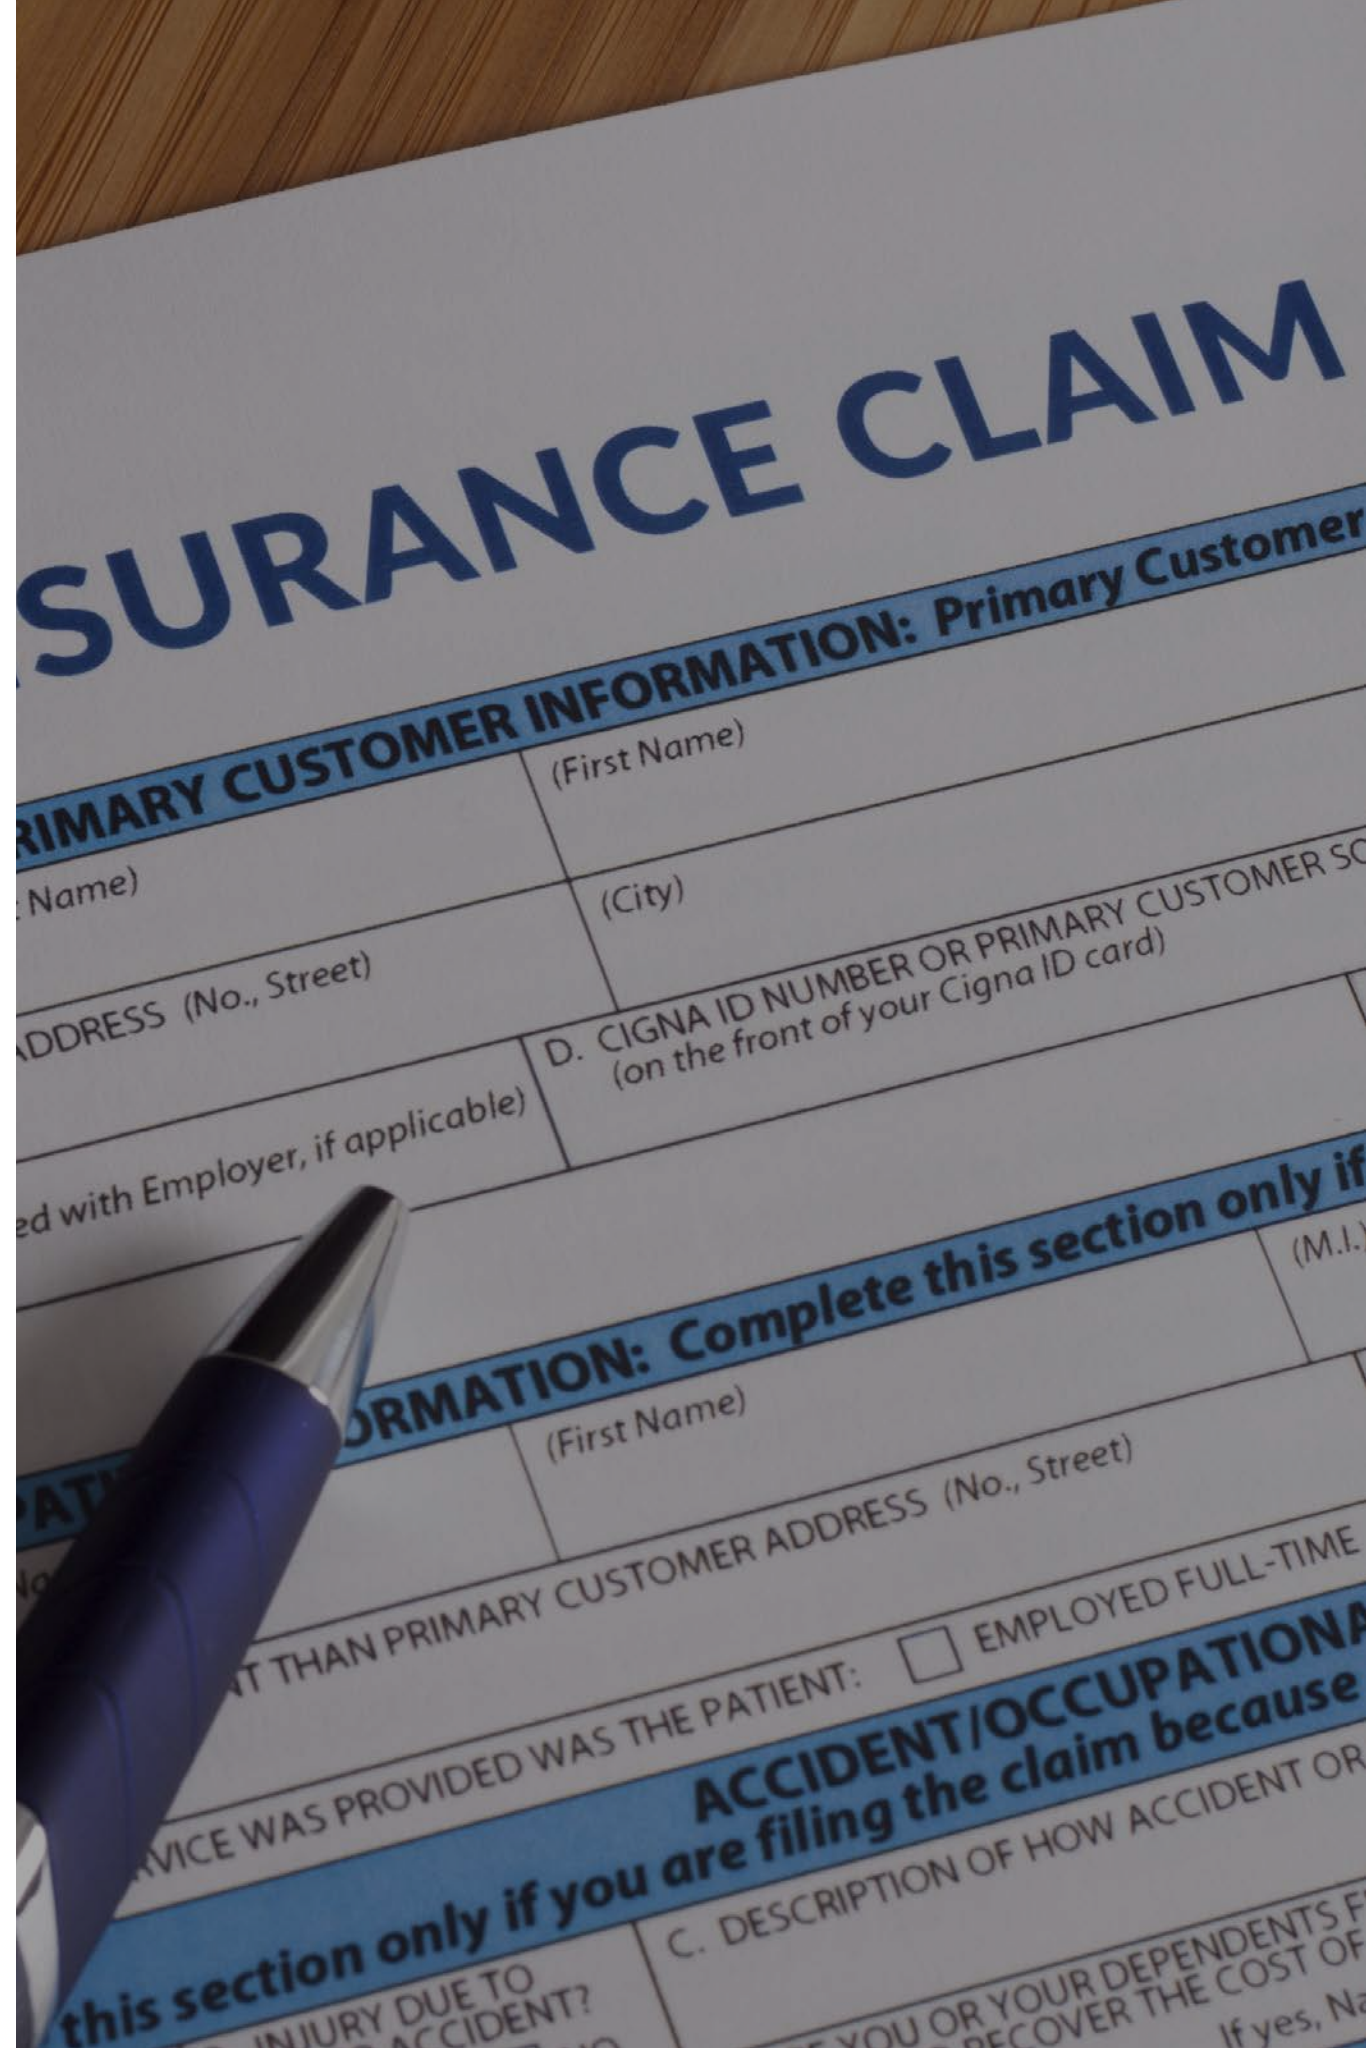 SURANCE CLAIM
PRIMARY CUSTOMER INFORMATION: Primary Customer
Name) (First Name)
ADDRESS (No., Street) (City)
ed with Employer, if applicable) D. CIGNA ID NUMBER OR PRIMARY CUSTOMER SO
(on the front of your Cigna ID card)
PAT ORMATION: Complete this section only if
(First Name) (M.I.)
NT THAN PRIMARY CUSTOMER ADDRESS (No., Street)
RVICE WAS PROVIDED WAS THE PATIENT: EMPLOYED FULL-TIME
ACCIDENT/OCCUPATIONA
this section only if you are filing the claim because
INJURY DUE TO
ACCIDENT?
C. DESCRIPTION OF HOW ACCIDENT OR
YOU OR YOUR DEPENDENTS F
RECOVER THE COST OF
If yes, Na